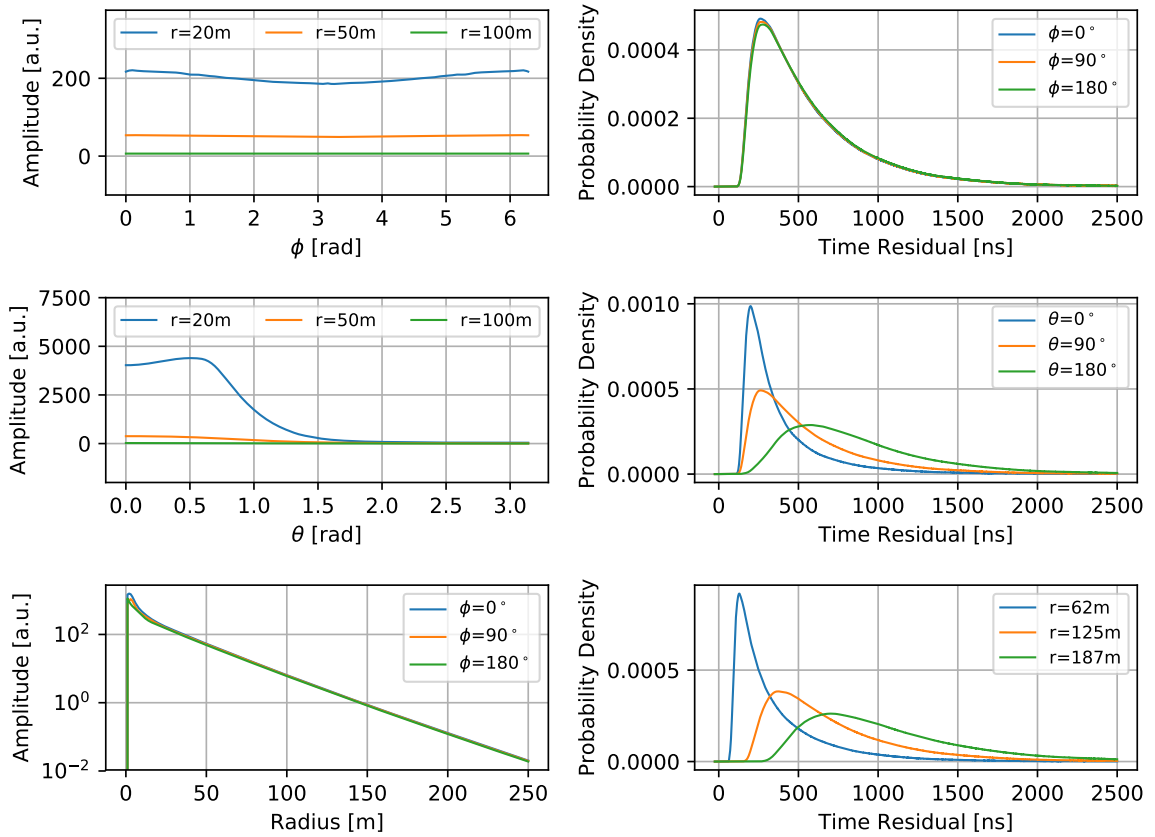 Amplitude [a.u.]
200
0
r=20m r=50m r=100m
0 1 2 3 4 5 6
ϕ [rad]
Probability Density
0.0004
0.0002
0.0000
ϕ=0°
ϕ=90°
ϕ=180°
0 500 1000 1500 2000 2500
Time Residual [ns]
Amplitude [a.u.]
7500
5000
2500
0
r=20m r=50m r=100m
0.0 0.5 1.0 1.5 2.0 2.5 3.0
θ [rad]
Probability Density
0.0010
0.0005
0.0000
θ=0°
θ=90°
θ=180°
0 500 1000 1500 2000 2500
Time Residual [ns]
Amplitude [a.u.]
10²
10⁰
10⁻²
ϕ=0°
ϕ=90°
ϕ=180°
0 50 100 150 200 250
Radius [m]
Probability Density
0.0005
0.0000
r=62m
r=125m
r=187m
0 500 1000 1500 2000 2500
Time Residual [ns]